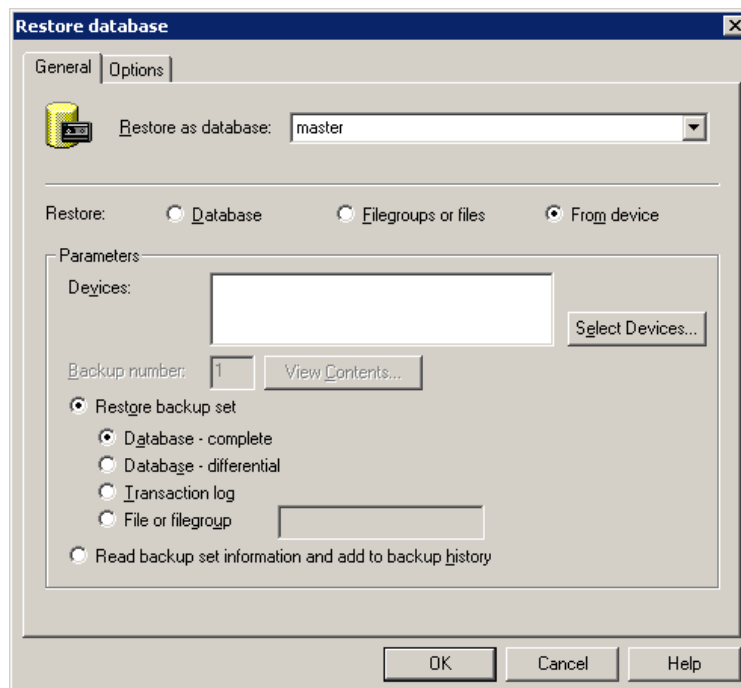 Restore database
General
Options
Restore as database:
master
Restore:
Database
Filegroups or files
From device
Parameters
Devices:
Select Devices...
Backup number:
1
View Contents...
Restore backup set
Database - complete
Database - differential
Transaction log
File or filegroup
Read backup set information and add to backup history
OK
Cancel
Help